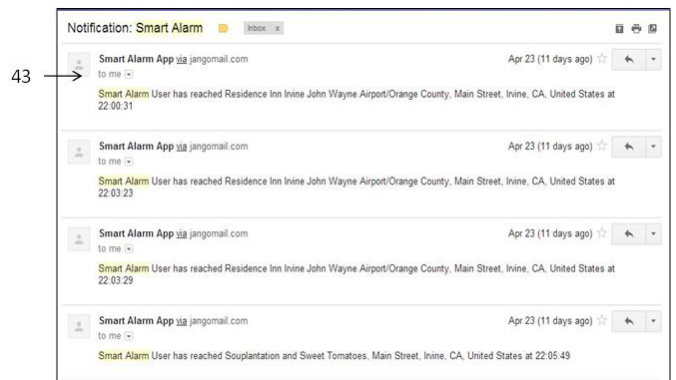 Notification: Smart Alarm Inbox x
43
Smart Alarm App via jangomail.com Apr 23 (11 days ago)
to me
Smart Alarm User has reached Residence Inn Irvine John Wayne Airport/Orange County, Main Street, Irvine, CA, United States at
22:00:31
Smart Alarm App via jangomail.com Apr 23 (11 days ago)
to me
Smart Alarm User has reached Residence Inn Irvine John Wayne Airport/Orange County, Main Street, Irvine, CA, United States at
22:03:23
Smart Alarm App via jangomail.com Apr 23 (11 days ago)
to me
Smart Alarm User has reached Residence Inn Irvine John Wayne Airport/Orange County, Main Street, Irvine, CA, United States at
22:03:29
Smart Alarm App via jangomail.com Apr 23 (11 days ago)
to me
Smart Alarm User has reached Souplantation and Sweet Tomatoes, Main Street, Irvine, CA, United States at 22:05:49